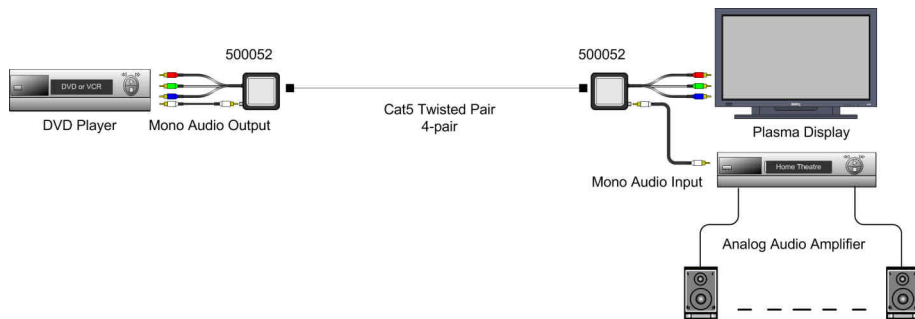 500052
500052
DVD or VCR
Cat5 Twisted Pair
4-pair
DVD Player
Mono Audio Output
Plasma Display
Home Theatre
Mono Audio Input
Analog Audio Amplifier